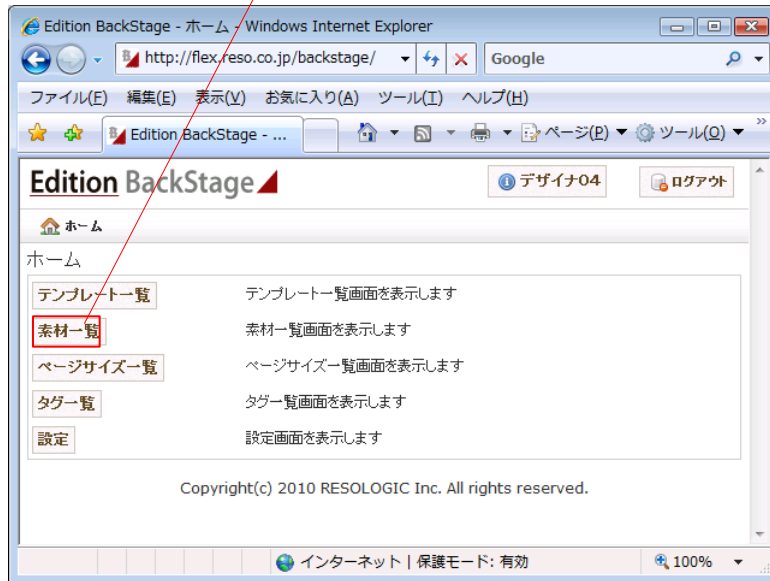 Edition BackStage - ホーム - Windows Internet Explorer
http://flex.reso.co.jp/backstage/ Google
ファイル(F) 編集(E) 表示(V) お気に入り(A) ツール(T) ヘルプ(H)
Edition BackStage - ... ページ(P) ツール(O) »
Edition BackStage デザイナ04 ログアウト
ホーム
ホーム
テンプレート一覧 テンプレート一覧画面を表示します
素材一覧 素材一覧画面を表示します
ページサイズ一覧 ページサイズ一覧画面を表示します
タグ一覧 タグ一覧画面を表示します
設定 設定画面を表示します
Copyright(c) 2010 RESOLOGIC Inc. All rights reserved.
インターネット | 保護モード: 有効 100%